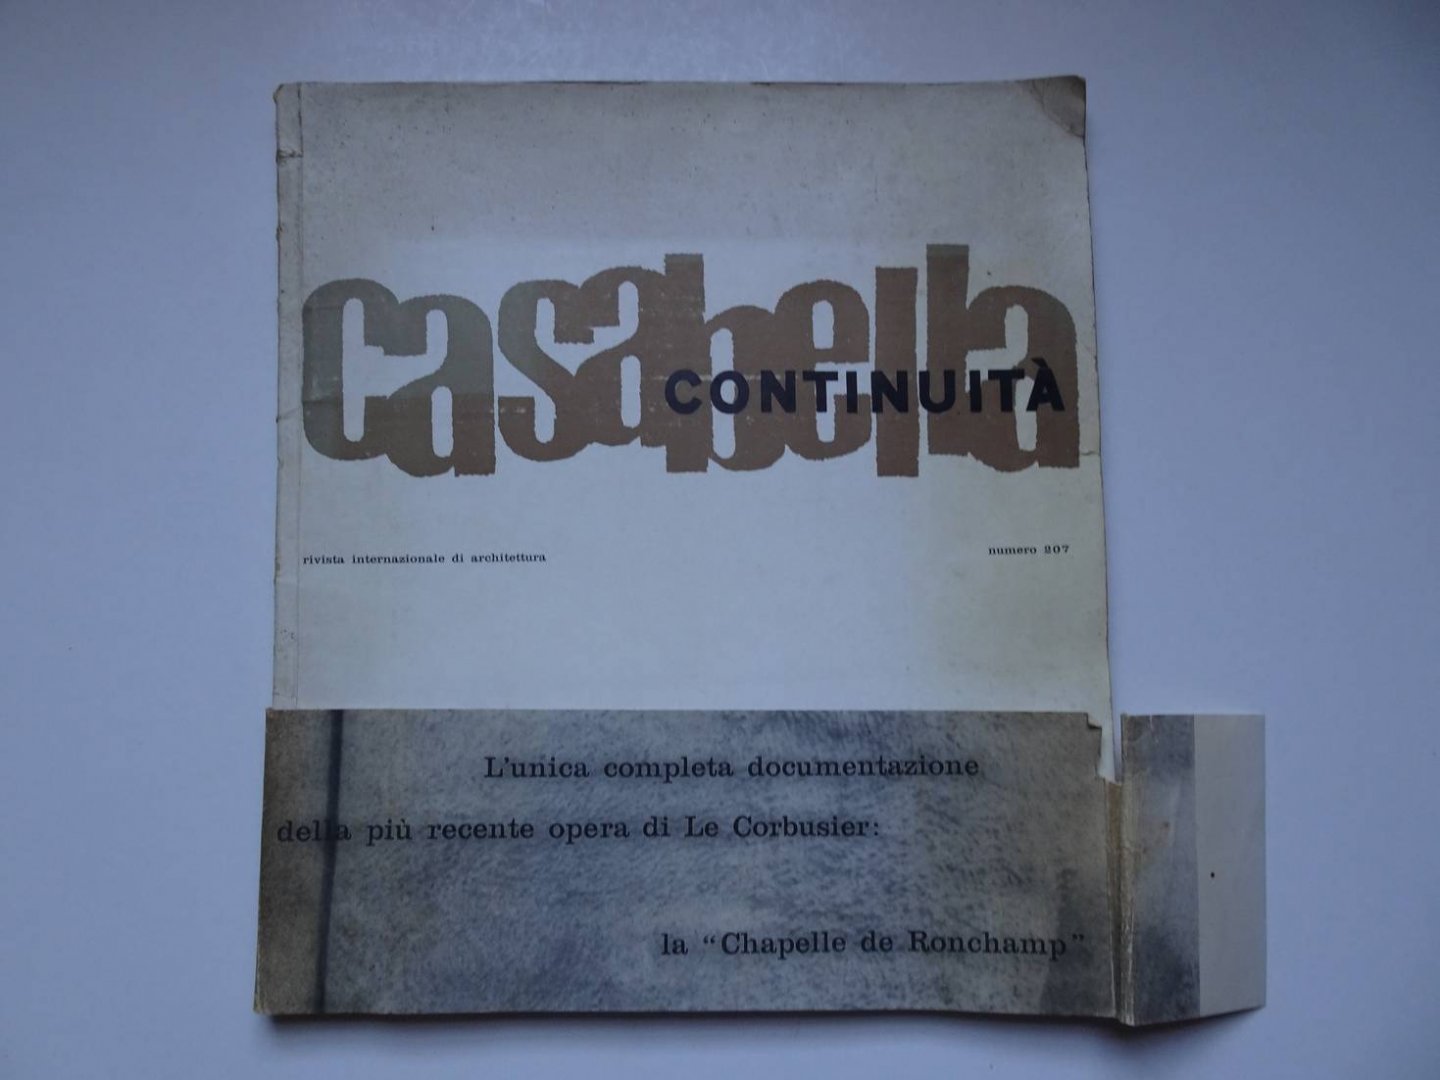 casabella
CONTINUITÀ
rivista internazionale di architettura
numero 207
L'unica completa documentazione
della più recente opera di Le Corbusier:
la “Chapelle de Ronchamp”